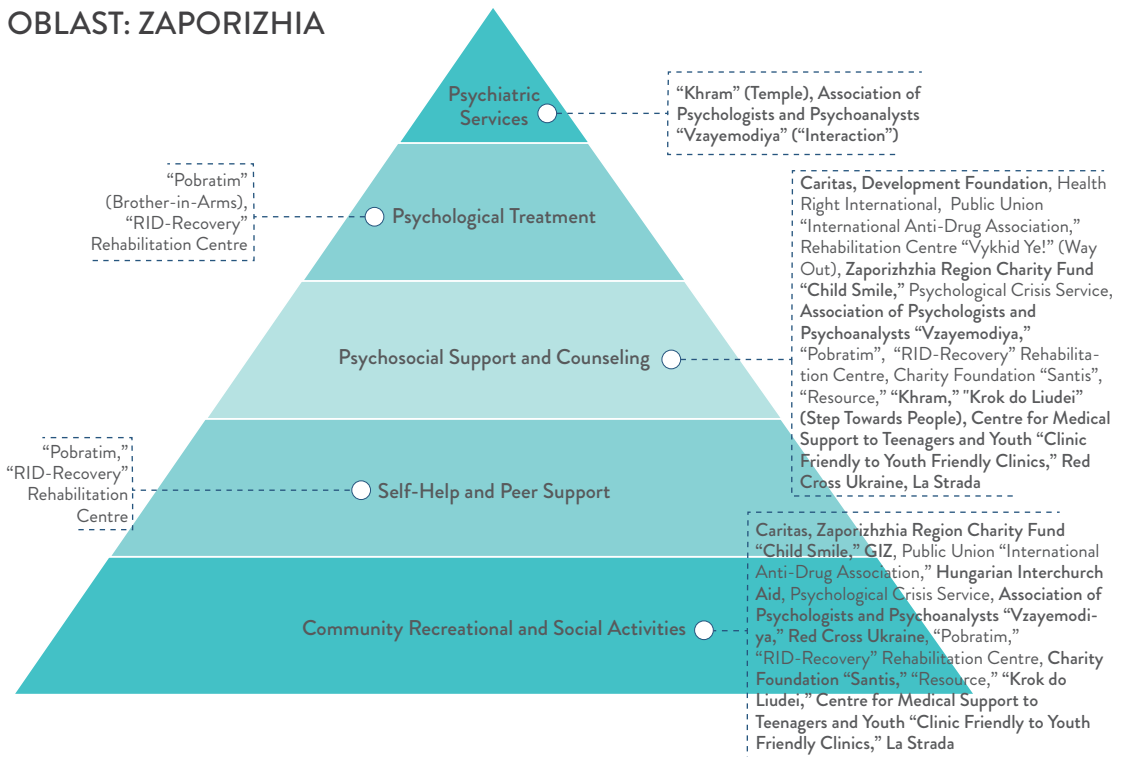 OBLAST: ZAPORIZHIA
Psychiatric
Services
“Khram” (Temple), Association of
Psychologists and Psychoanalysts
“Vzayemodiya” (“Interaction”)
“Pobratim”
(Brother-in-Arms),
“RID-Recovery”
Rehabilitation Centre
Psychological Treatment
Caritas, Development Foundation, Health
Right International, Public Union
“International Anti-Drug Association,”
Rehabilitation Centre “Vykhid Ye!” (Way
Out), Zaporizhzhia Region Charity Fund
“Child Smile,” Psychological Crisis Service,
Association of Psychologists and
Psychoanalysts “Vzayemodiya,”
“Pobratim”, “RID-Recovery” Rehabilita-
tion Centre, Charity Foundation “Santis”,
“Resource,” “Khram,” "Krok do Liudei”
(Step Towards People), Centre for Medical
Support to Teenagers and Youth “Clinic
Friendly to Youth Friendly Clinics,” Red
Cross Ukraine, La Strada
Psychosocial Support and Counseling
“Pobratim,”
“RID-Recovery”
Rehabilitation
Centre
Self-Help and Peer Support
Caritas, Zaporizhzhia Region Charity Fund
“Child Smile,” GIZ, Public Union “International
Anti-Drug Association,” Hungarian Interchurch
Aid, Psychological Crisis Service, Association of
Psychologists and Psychoanalysts “Vzayemodi-
ya,” Red Cross Ukraine, “Pobratim,”
“RID-Recovery” Rehabilitation Centre, Charity
Foundation “Santis,” “Resource,” “Krok do
Liudei,” Centre for Medical Support to
Teenagers and Youth “Clinic Friendly to Youth
Friendly Clinics,” La Strada
Community Recreational and Social Activities